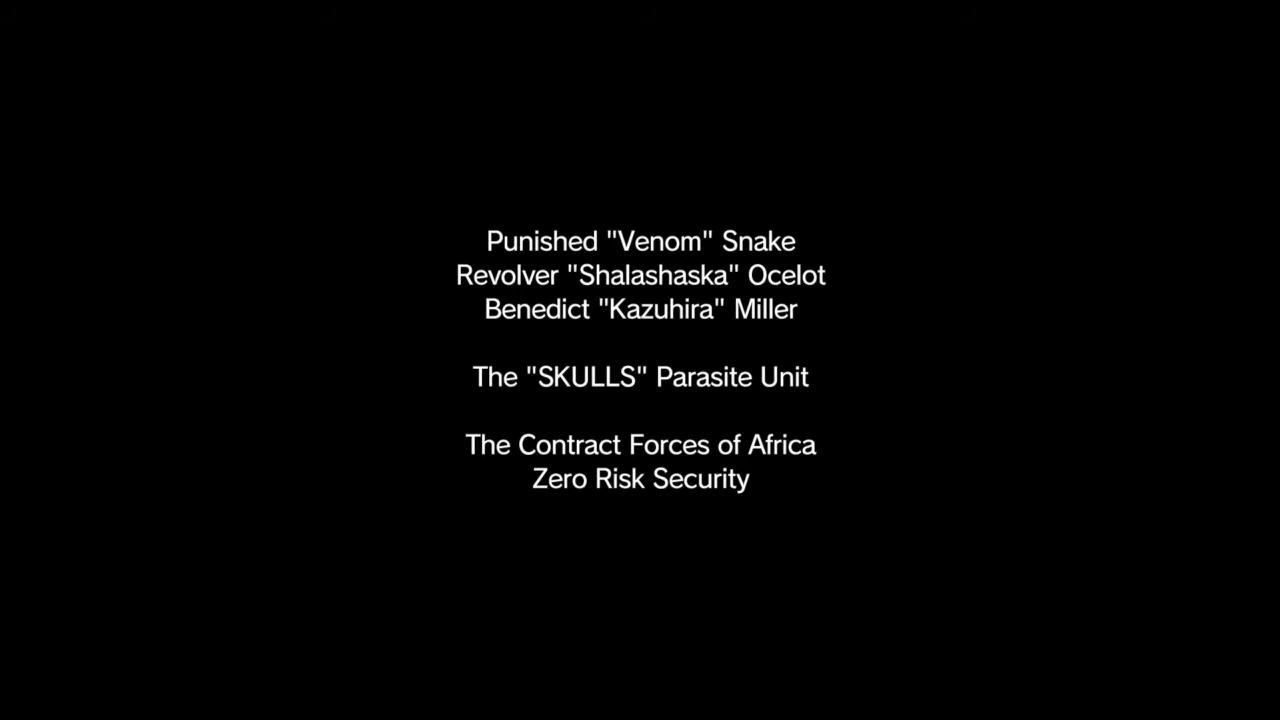 Punished "Venom" Snake
Revolver "Shalashaska" Ocelot
Benedict "Kazuhira" Miller
The "SKULLS" Parasite Unit
The Contract Forces of Africa
Zero Risk Security